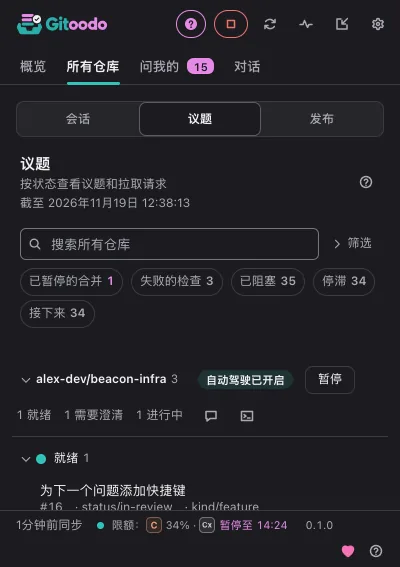 Gitoodo
概览 所有仓库 问我的 15 对话
会话 议题 发布
议题
按状态查看议题和拉取请求
截至 2026年11月19日 12:38:13
搜索所有仓库 筛选
已暂停的合并 1 失败的检查 3 已阻塞 35 停滞 34
接下来 34
alex-dev/beacon-infra 3 自动驾驶已开启 暂停
1 就绪 1 需要澄清 1 进行中
就绪 1
为下一个问题添加快捷键
#16 · status/in-review · kind/feature
1分钟前同步 限额: C 34% · Cx 暂停至 14:24 0.1.0